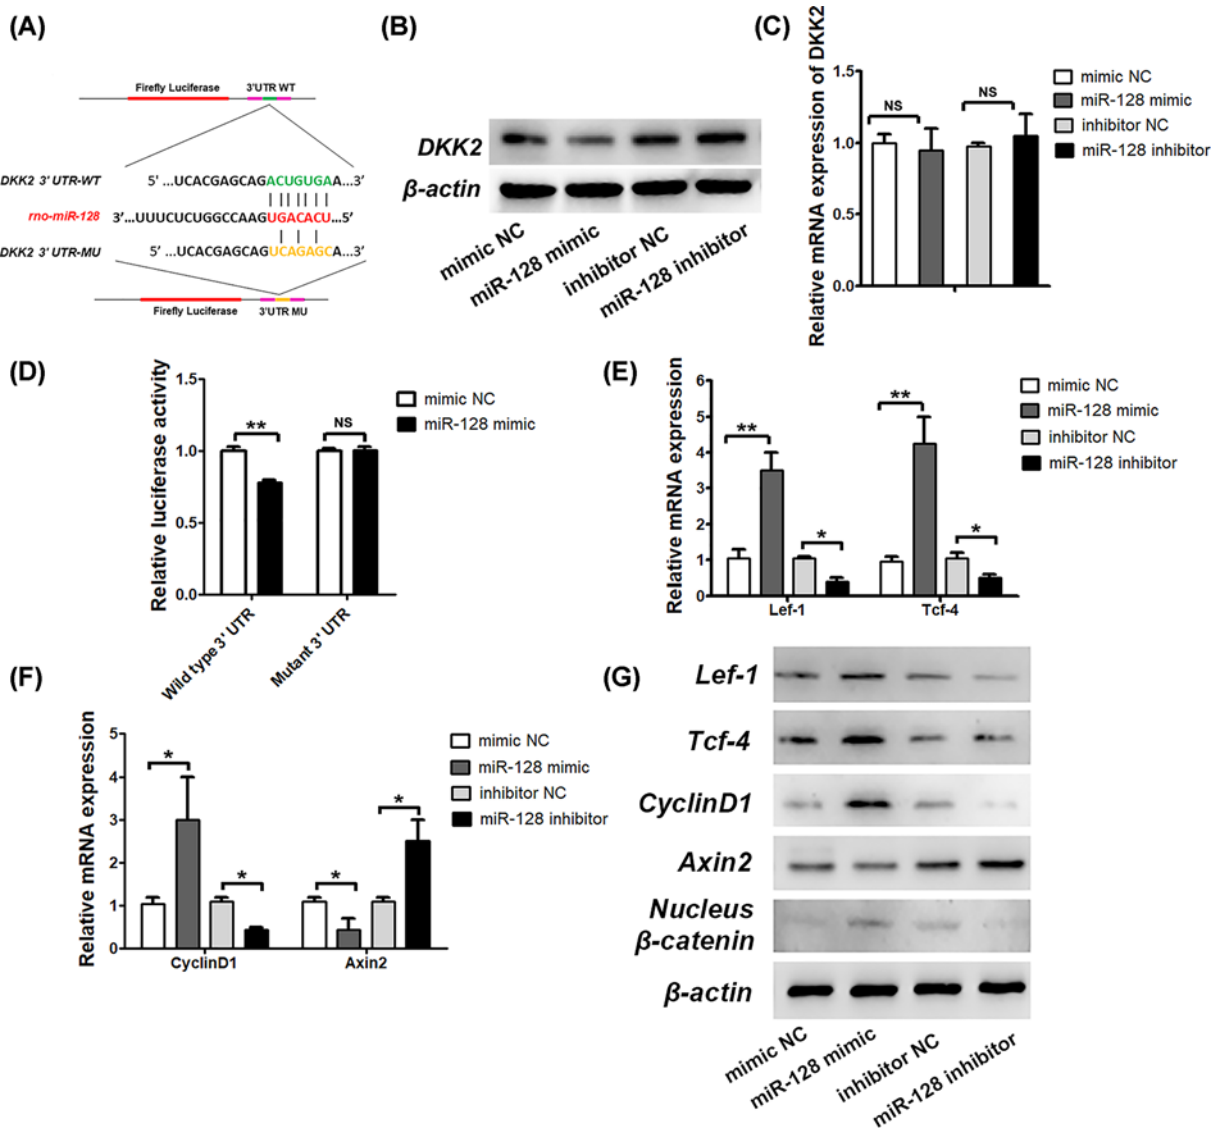 (A)
Firefly Luciferase
3'UTR WT
DKK2 3' UTR-WT
5' ...UCACGAGCAGACUGUGAA...3'
rno-miR-128
3'...UUUCUCUGGCCAAGUGACACU...5'
DKK2 3' UTR-MU
5' ...UCACGAGCAGUCAGAGCA...3'
Firefly Luciferase
3'UTR MU
(B)
DKK2
β-actin
mimic NC
miR-128 mimic
inhibitor NC
miR-128 inhibitor
(C)
Relative mRNA expression of DKK2
1.5
1.0
0.5
0.0
NS
NS
mimic NC
miR-128 mimic
inhibitor NC
miR-128 inhibitor
(D)
Relative luciferase activity
1.5
1.0
0.5
0.0
**
NS
Wild type 3' UTR
Mutant 3' UTR
mimic NC
miR-128 mimic
(E)
Relative mRNA expression
6
5
4
3
2
1
0
**
*
**
*
Lef-1
Tcf-4
mimic NC
miR-128 mimic
inhibitor NC
miR-128 inhibitor
(F)
Relative mRNA expression
5
4
3
2
1
0
*
*
*
*
CyclinD1
Axin2
mimic NC
miR-128 mimic
inhibitor NC
miR-128 inhibitor
(G)
Lef-1
Tcf-4
CyclinD1
Axin2
Nucleus
β-catenin
β-actin
mimic NC
miR-128 mimic
inhibitor NC
miR-128 inhibitor